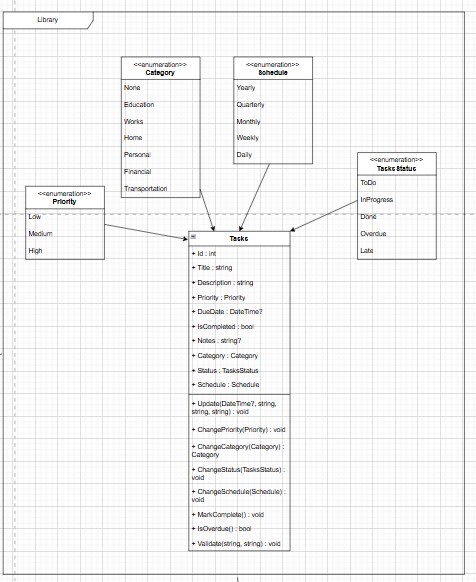 Library
<<enumeration>>
Category
None
Education
Works
Home
Personal
Financial
Transportation
<<enumeration>>
Schedule
Yearly
Quarterly
Monthly
Weekly
Daily
<<enumeration>>
TasksStatus
ToDo
InProgress
Done
Overdue
Late
<<enumeration>>
Priority
Low
Medium
High
Tasks
+ Id : int
+ Title : string
+ Description : string
+ Priority : Priority
+ DueDate : DateTime?
+ IsCompleted : bool
+ Notes : string?
+ Category : Category
+ Status : TasksStatus
+ Schedule : Schedule
+ Update(DateTime?, string,
string, string) : void
+ ChangePriority(Priority) : void
+ ChangeCategory(Category) :
Category
+ ChangeStatus(TasksStatus) :
void
+ ChangeSchedule(Schedule) :
void
+ MarkComplete() : void
+ IsOverdue() : bool
+ Validate(string, string) : void